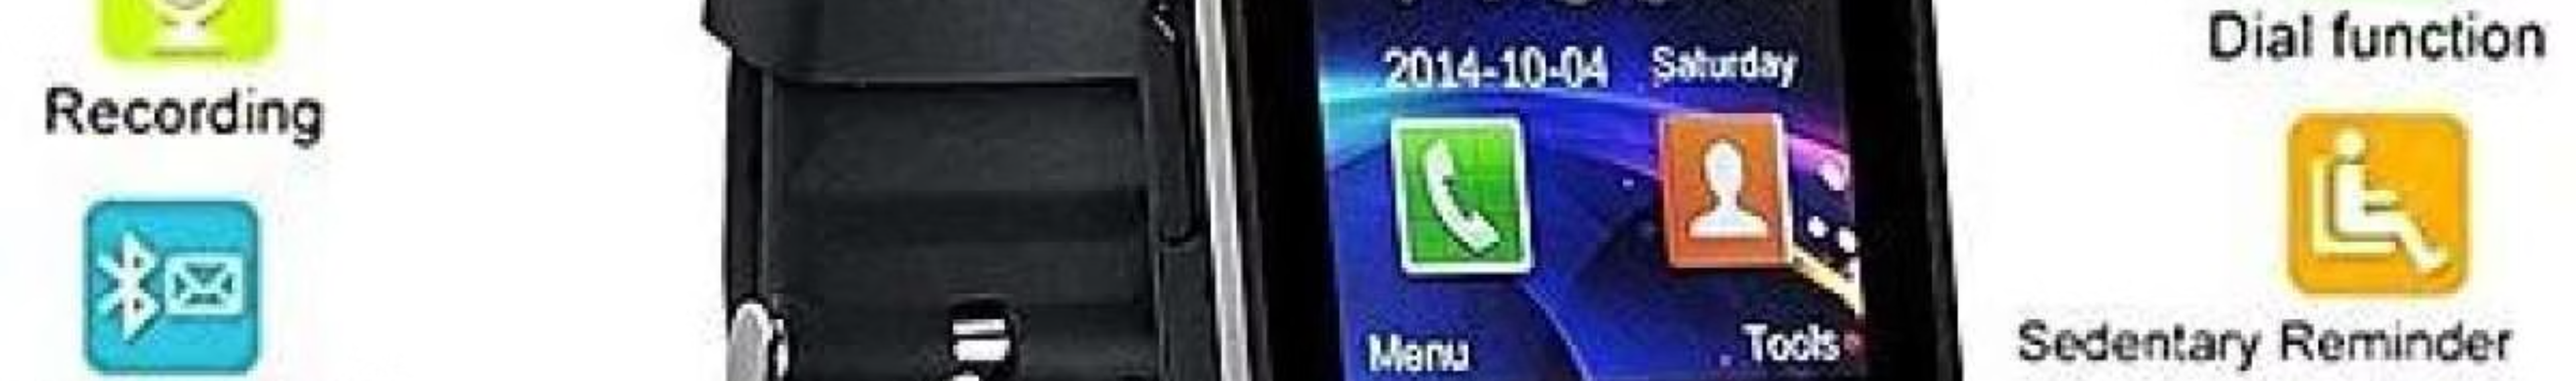 Dial function
2014-10-04 Saturday
Recording
Menu Tools
Sedentary Reminder